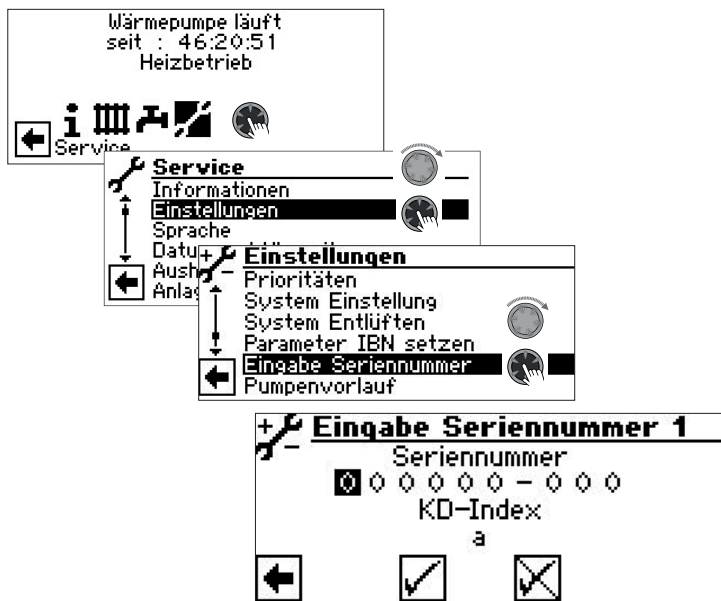 Wärmepumpe läuft
seit : 46:20:51
Heizbetrieb
Service
Service
Informationen
Einstellungen
Sprache
Einstellungen
Prioritäten
System Einstellung
System Entlüften
Parameter IBN setzen
Eingabe Seriennummer
Pumpenvorlauf
Eingabe Seriennummer 1
Seriennummer
0 0 0 0 0 0 - 0 0 0
KD-Index
a